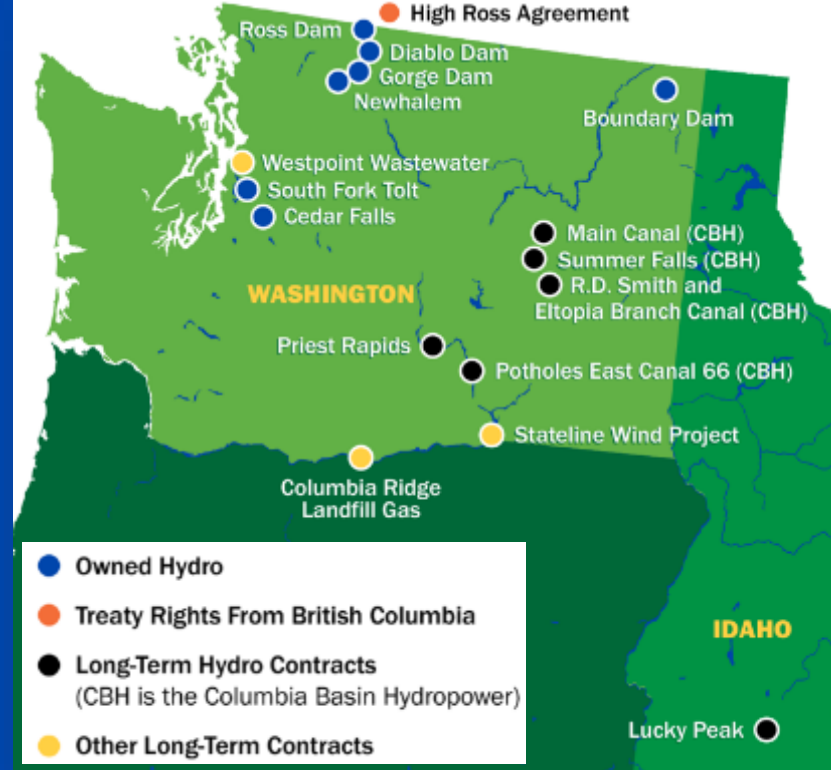 High Ross Agreement
Ross Dam
Diablo Dam
Gorge Dam
Newhalem
Boundary Dam
Westpoint Wastewater
South Fork Tolt
Cedar Falls
Main Canal (CBH)
Summer Falls (CBH)
R.D. Smith and
Eltopia Branch Canal (CBH)
WASHINGTON
Priest Rapids
Potholes East Canal 66 (CBH)
Stateline Wind Project
Columbia Ridge
Landfill Gas
Owned Hydro
Treaty Rights From British Columbia
Long-Term Hydro Contracts
(CBH is the Columbia Basin Hydropower)
Other Long-Term Contracts
IDAHO
Lucky Peak